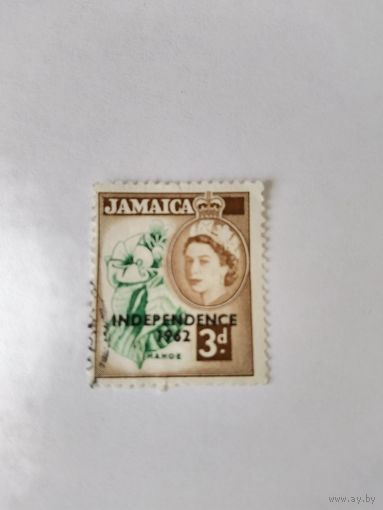 JAMAICA
INDEPENDENCE
1962
MAHOE
3d.
www.ay.by